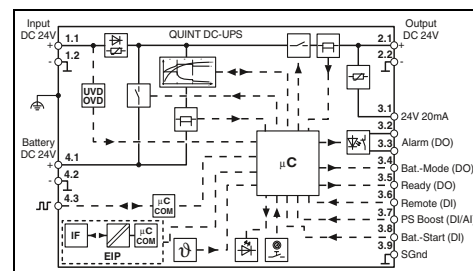 Input
DC 24V
QUINT DC-UPS
Output
DC 24V
1.1
+
1.2
-
2.1
+
2.2
-
UVD
OVD
3.1
24V 20mA
3.2
3.3
Alarm (DO)
Battery
DC 24V
4.1
+
4.2
-
4.3
µC
3.4
Bat.-Mode (DO)
3.5
Ready (DO)
3.6
Remote (DI)
3.7
PS Boost (DI/AI)
3.8
Bat.-Start (DI)
3.9
SGnd
µC
COM
IF
µC
COM
EIP
ϑ